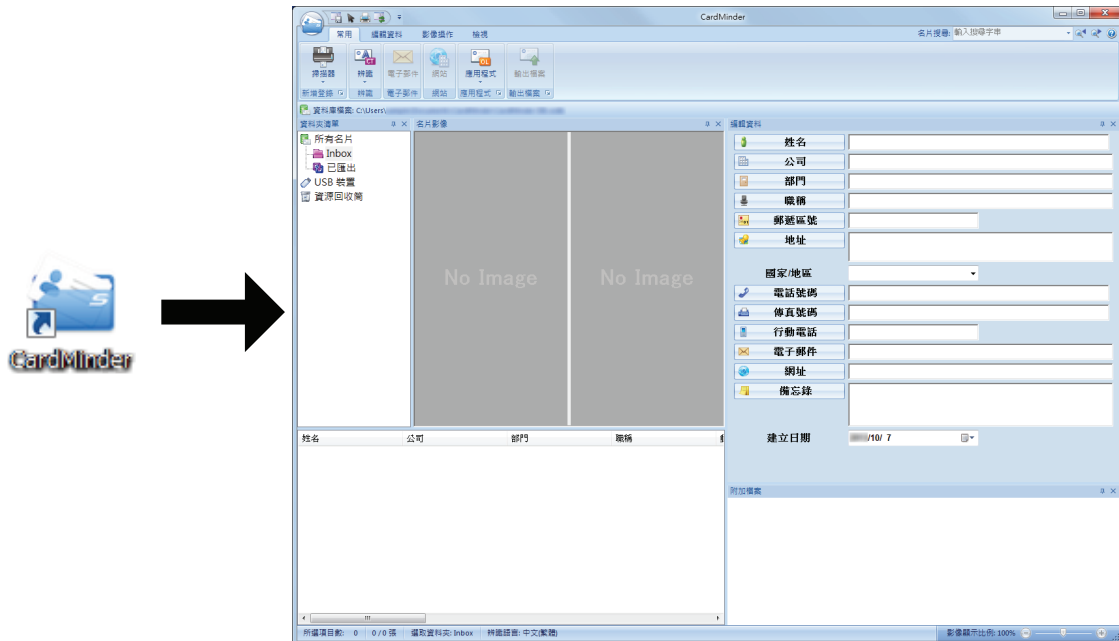 CardMinder
CardMinder
常用 編輯資料 影像操作 檢視
名片搜尋: 輸入搜尋字串
掃描器 辨識 電子郵件 網站 應用程式 輸出檔案
新增登錄 辨識 電子郵件 網站 應用程式 輸出檔案
資料庫檔案: C:\Users\
資料夾清單
所有名片
Inbox
已匯出
USB 裝置
資源回收筒
名片影像
No Image No Image
編輯資料
姓名
公司
部門
職稱
郵遞區號
地址
國家/地區
電話號碼
傳真號碼
行動電話
電子郵件
網址
備忘錄
建立日期 /10/ 7
姓名 公司 部門 職稱
附加檔案
所選項目數: 0 0 / 0 張 選取資料夾: Inbox 辨識語言: 中文(繁體)
影像顯示比例: 100%